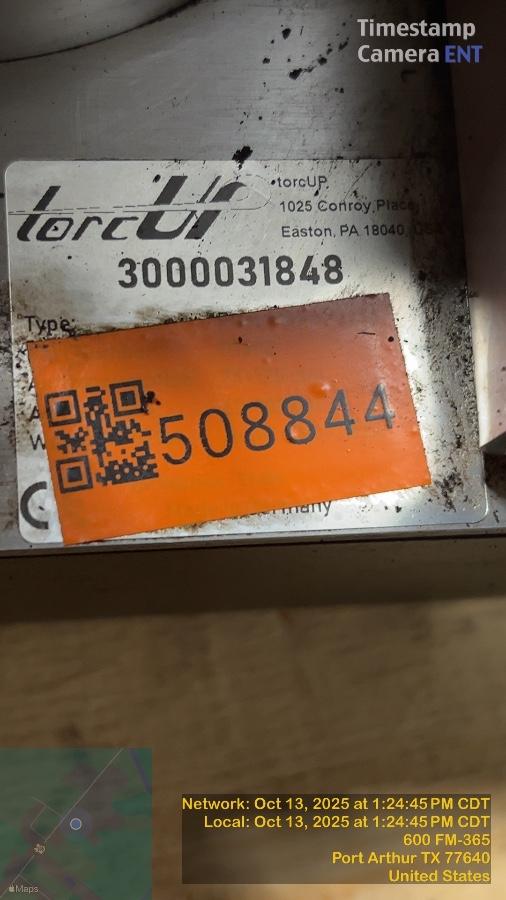 Timestamp
Camera ENT
torcUP
torcUP
1025 Conroy Place
Easton, PA 18040, USA
3000031848
Type:
508844
CE
Maps
Network: Oct 13, 2025 at 1:24:45 PM CDT
Local: Oct 13, 2025 at 1:24:45 PM CDT
600 FM-365
Port Arthur TX 77640
United States